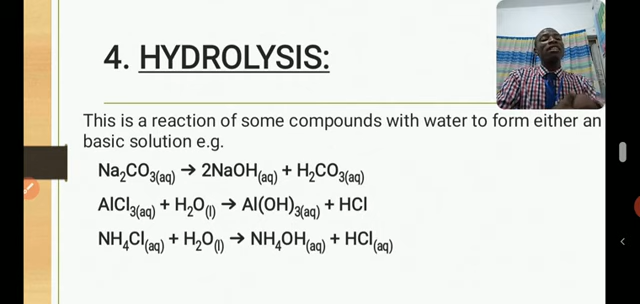 4. HYDROLYSIS:
This is a reaction of some compounds with water to form either an
basic solution e.g.
Na₂CO₃(aq) → 2NaOH(aq) + H₂CO₃(aq)
AlCl₃(aq) + H₂O(l) → Al(OH)₃(aq) + HCl
NH₄Cl(aq) + H₂O(l) → NH₄OH(aq) + HCl(aq)